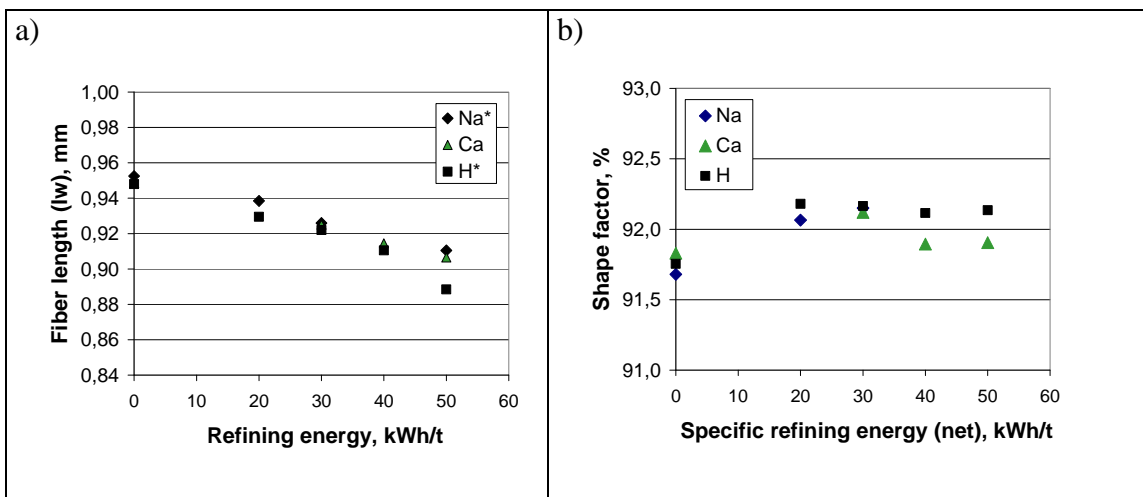 a)
Fiber length (lw), mm
1,00
0,98
0,96
0,94
0,92
0,90
0,88
0,86
0,84
Na*
Ca
H*
0 10 20 30 40 50 60
Refining energy, kWh/t
b)
Shape factor, %
93,0
92,5
92,0
91,5
91,0
Na
Ca
H
0 10 20 30 40 50 60
Specific refining energy (net), kWh/t